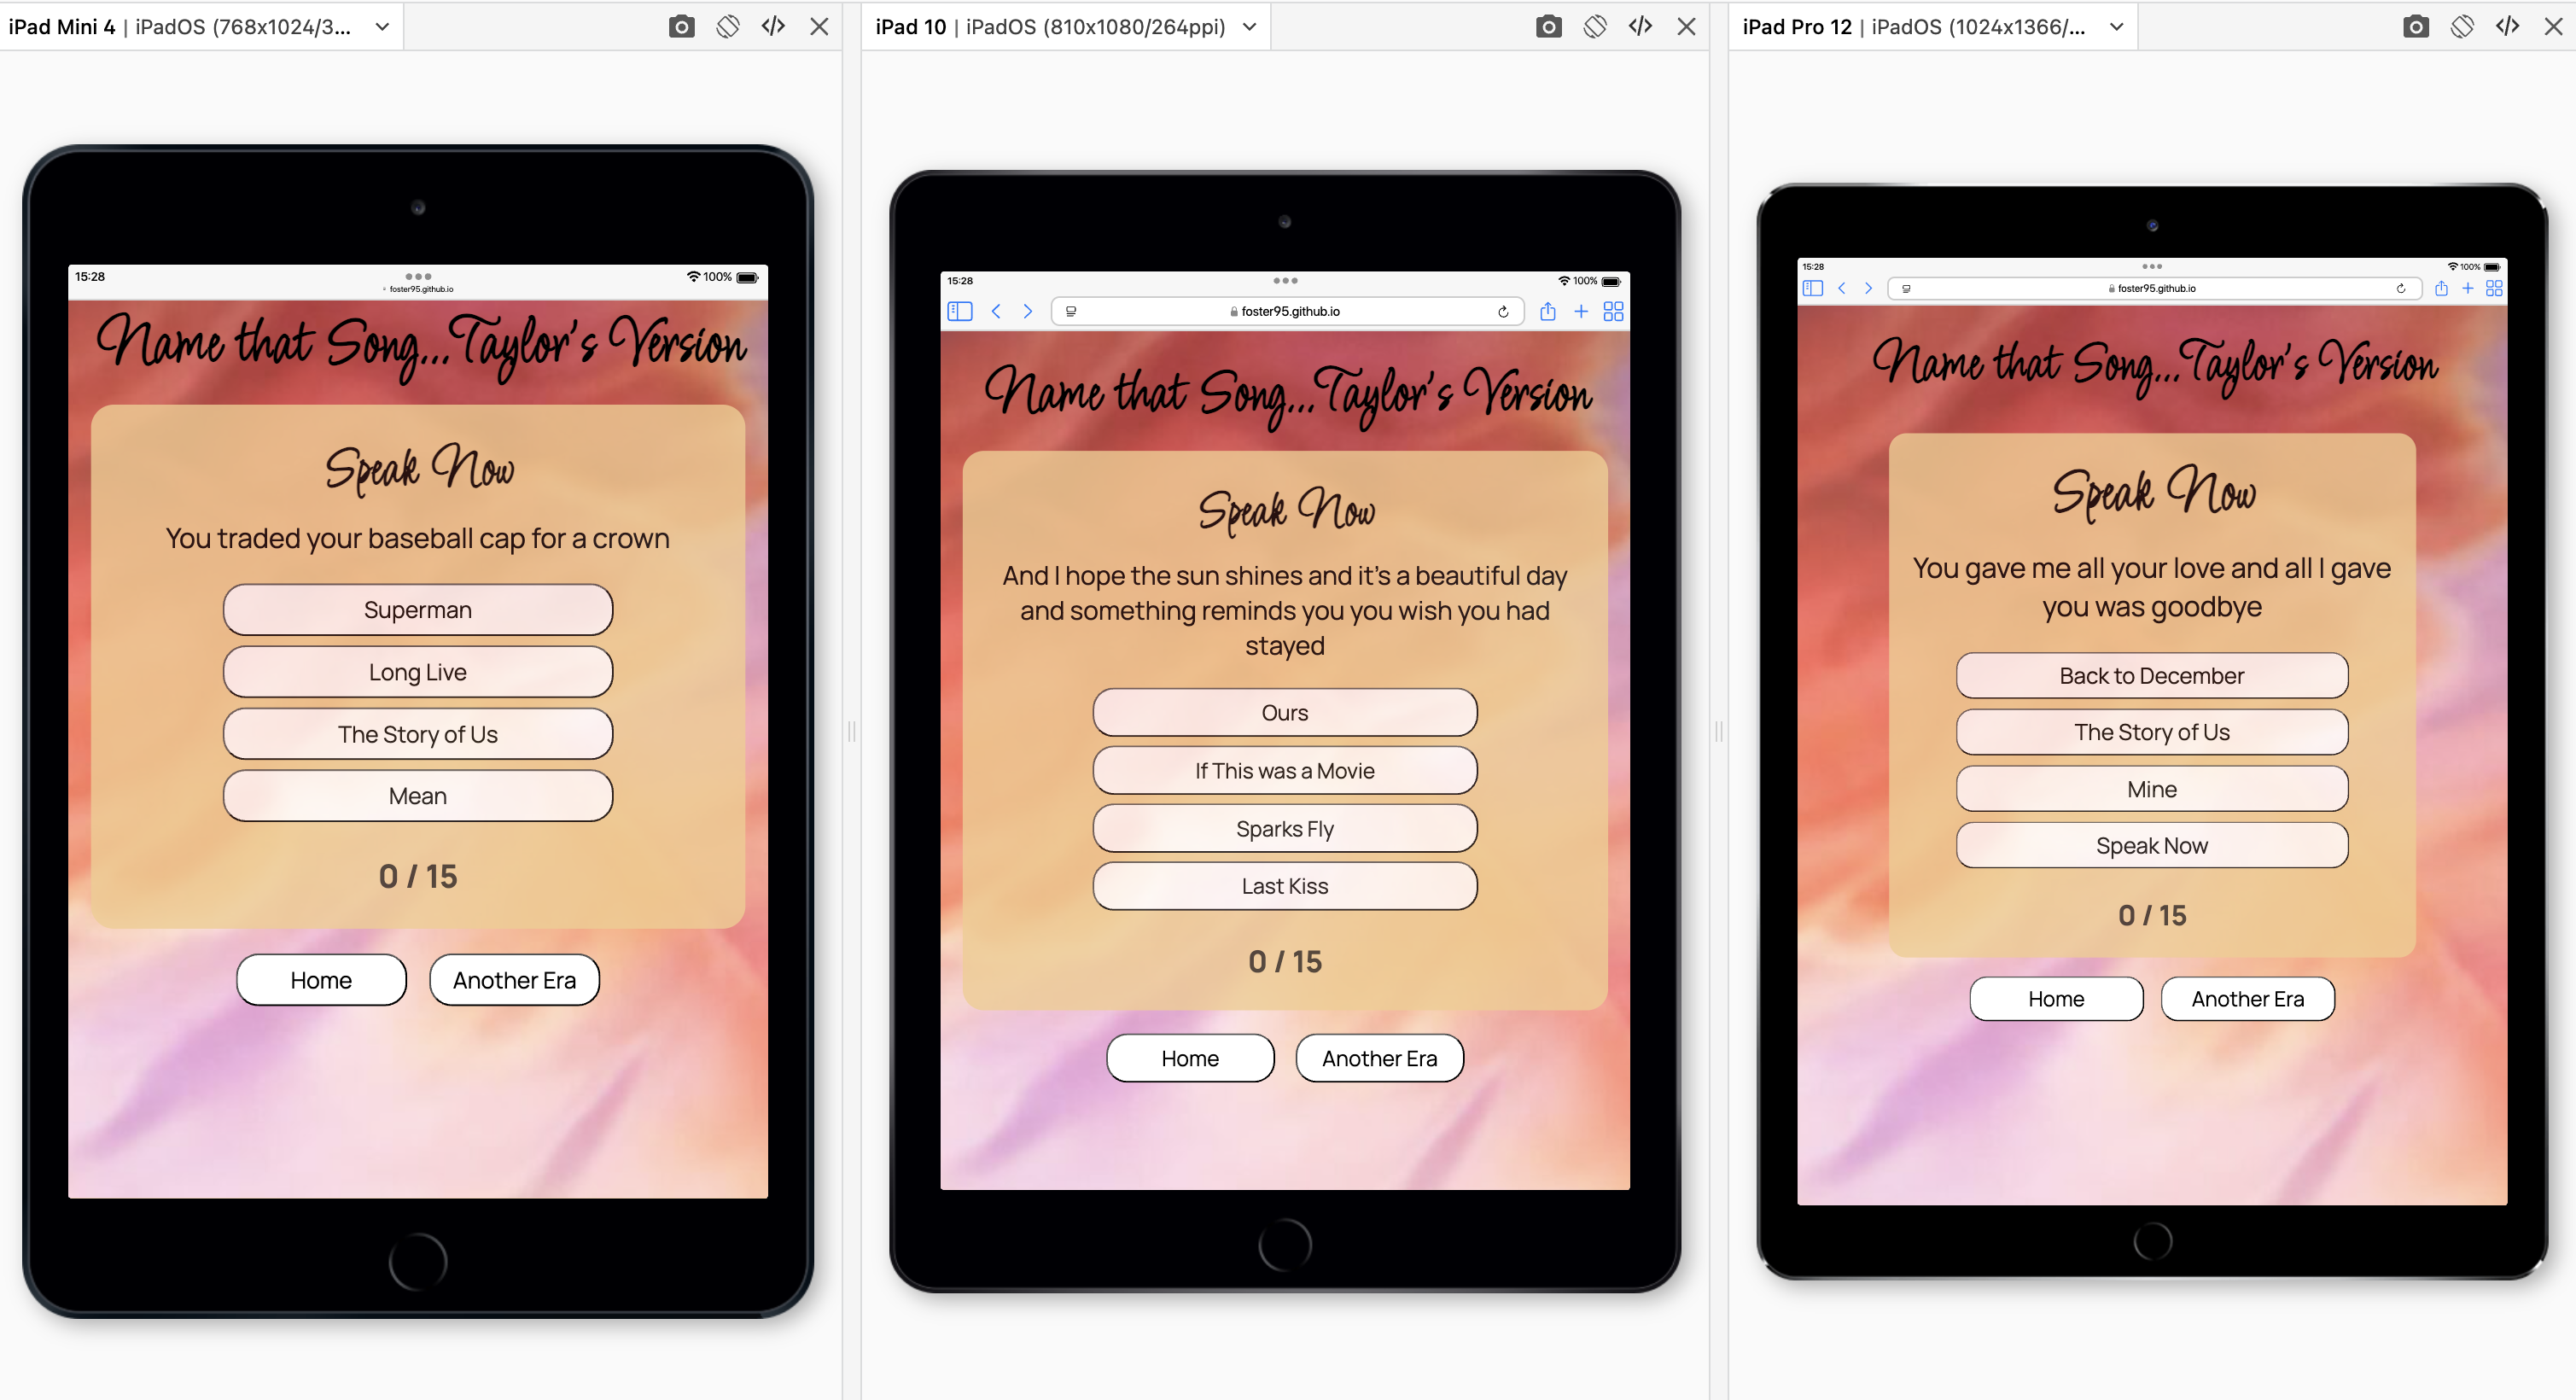 iPad Mini 4 | iPadOS (768x1024/3...
15:28
100%
foster95.github.io
Name that Song...Taylor's Version
Speak Now
You traded your baseball cap for a crown
Superman
Long Live
The Story of Us
Mean
0 / 15
Home
Another Era
iPad 10 | iPadOS (810x1080/264ppi)
15:28
100%
foster95.github.io
Name that Song...Taylor's Version
Speak Now
And I hope the sun shines and it's a beautiful day
and something reminds you you wish you had
stayed
Ours
If This was a Movie
Sparks Fly
Last Kiss
0 / 15
Home
Another Era
iPad Pro 12 | iPadOS (1024x1366/...
15:28
100%
foster95.github.io
Name that Song...Taylor's Version
Speak Now
You gave me all your love and all I gave
you was goodbye
Back to December
The Story of Us
Mine
Speak Now
0 / 15
Home
Another Era